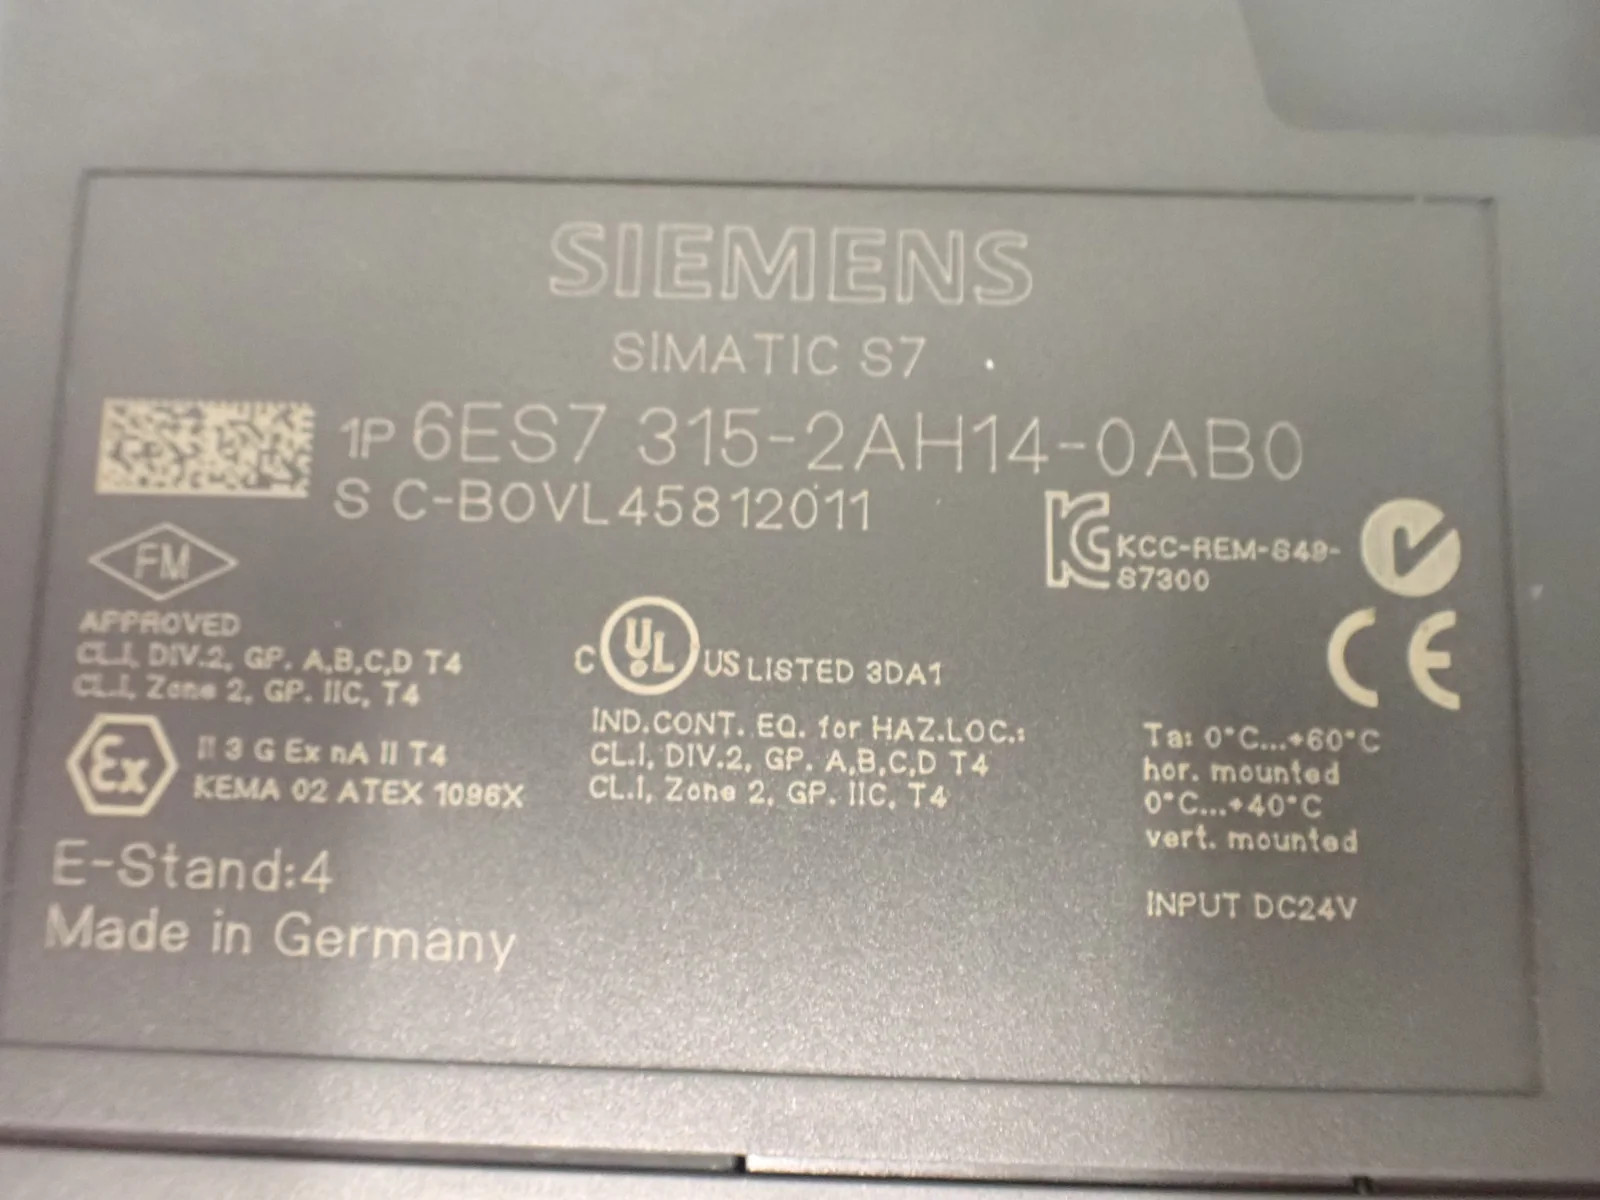 SIEMENS
SIMATIC S7
1P 6ES7 315-2AH14-0AB0
S C-B0VL45812011
KCC-REM-S49-
S7300
FM
APPROVED
CL.I, DIV.2, GP. A,B,C,D T4
CL.I, Zone 2, GP. IIC, T4
C UL US LISTED 3DA1
IND.CONT. EQ. for HAZ.LOC.:
CL.I, DIV.2, GP. A,B,C,D T4
CL.I, Zone 2, GP. IIC, T4
CE
Ex II 3 G Ex nA II T4
KEMA 02 ATEX 1096X
Ta: 0°C...+60°C
hor. mounted
0°C...+40°C
vert. mounted
INPUT DC24V
E-Stand:4
Made in Germany